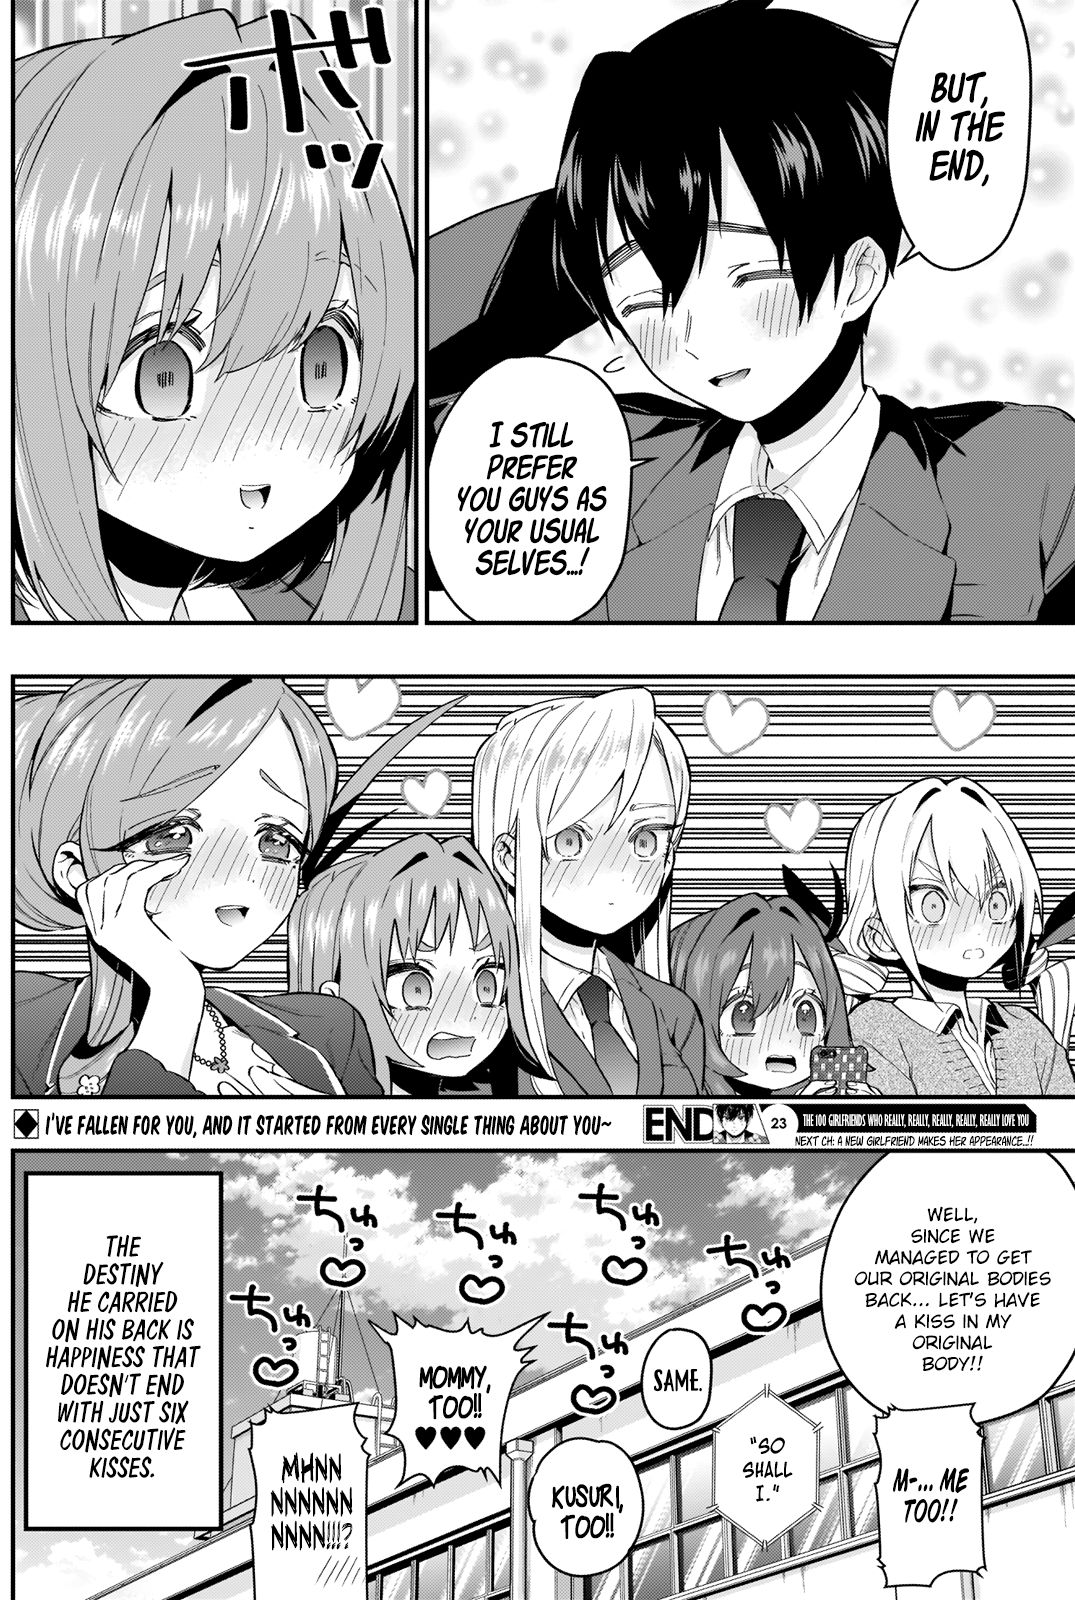 BUT,
IN THE
END,
I STILL
PREFER
YOU GUYS AS
YOUR USUAL
SELVES...!
ボッ
I'VE FALLEN FOR YOU, AND IT STARTED FROM EVERY SINGLE THING ABOUT YOU~
END
23
THE 100 GIRLFRIENDS WHO REALLY, REALLY, REALLY, REALLY, REALLY LOVE YOU
NEXT CH: A NEW GIRLFRIEND MAKES HER APPEARANCE..!!
WELL,
SINCE WE
MANAGED TO GET
OUR ORIGINAL BODIES
BACK... LET'S HAVE
A KISS IN MY
ORIGINAL
BODY!!
M-... ME
TOO!!
ちゅっ
"SO
SHALL
I."
SAME.
ちゅっ
KUSURI,
TOO!!
ちゅっ
MOMMY,
TOO!!
♥♥♥
ちゅっ
ちゅっ
MHNN
NNNNNN
NNNN!!!?
ちゅっ
THE
DESTINY
HE CARRIED
ON HIS BACK IS
HAPPINESS THAT
DOESN'T END
WITH JUST SIX
CONSECUTIVE
KISSES.